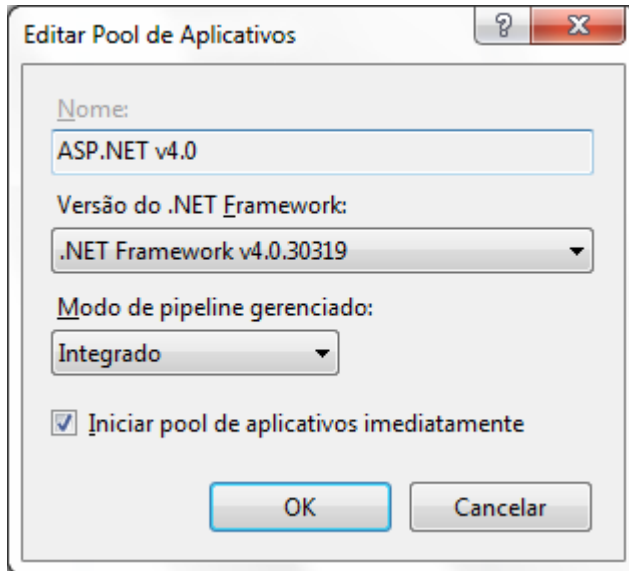 Editar Pool de Aplicativos
Nome:
ASP.NET v4.0
Versão do .NET Framework:
.NET Framework v4.0.30319
Modo de pipeline gerenciado:
Integrado
Iniciar pool de aplicativos imediatamente
OK Cancelar